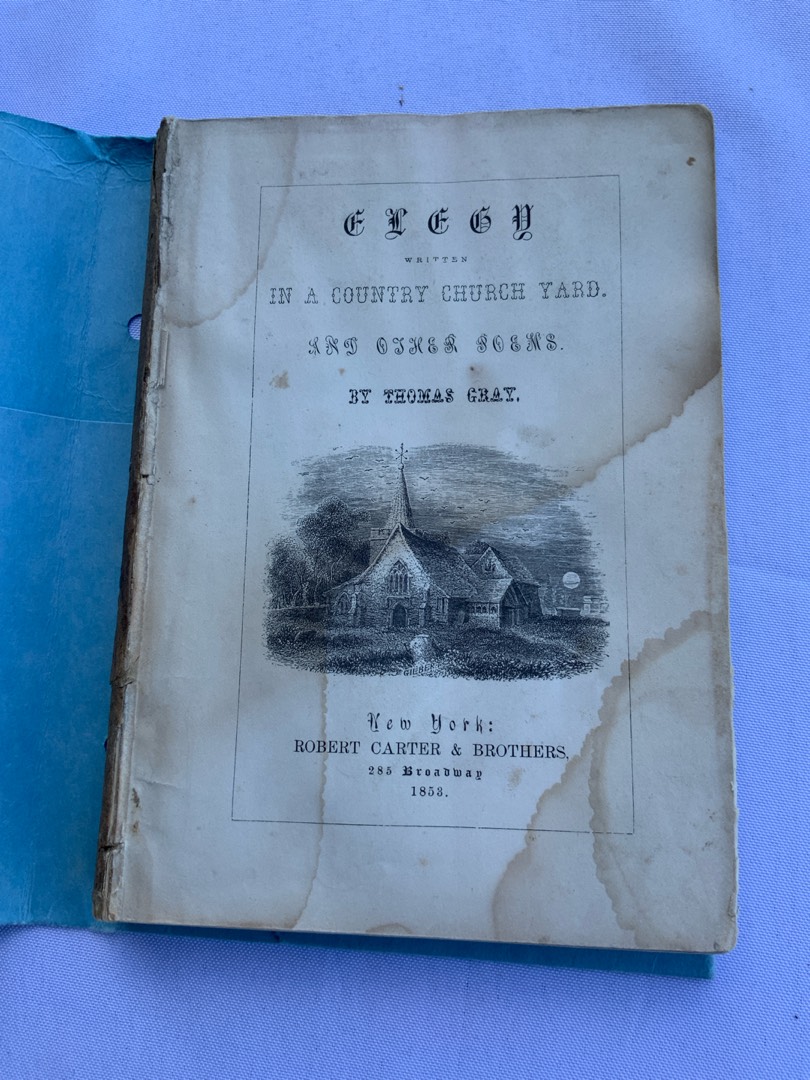 ELEGY
WRITTEN
IN A COUNTRY CHURCH YARD.
AND OTHER POEMS.
BY THOMAS GRAY.
New York:
ROBERT CARTER & BROTHERS,
285 Broadway
1853.